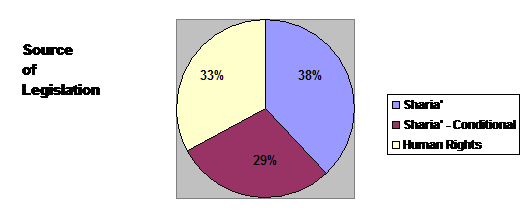 Source
of
Legislation
33%
38%
29%
Sharia'
Sharia' - Conditional
Human Rights